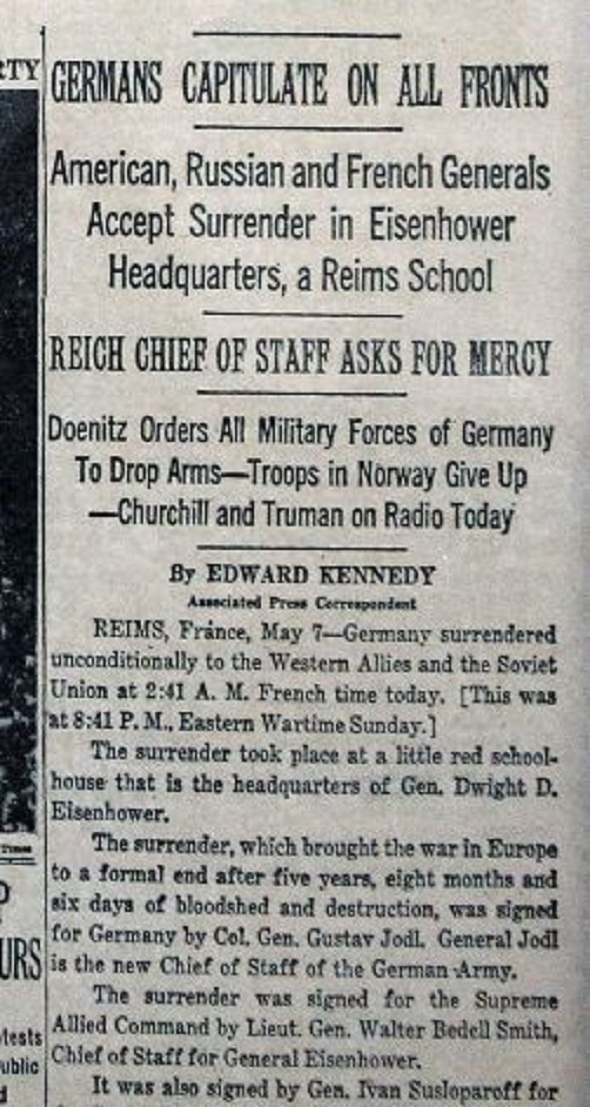 RTY
GERMANS CAPITULATE ON ALL FRONTS
American, Russian and French Generals
Accept Surrender in Eisenhower
Headquarters, a Reims School
REICH CHIEF OF STAFF ASKS FOR MERCY
Doenitz Orders All Military Forces of Germany
To Drop Arms—Troops in Norway Give Up
—Churchill and Truman on Radio Today
By EDWARD KENNEDY
Associated Press Correspondent
REIMS, France, May 7—Germany surrendered
unconditionally to the Western Allies and the Soviet
Union at 2:41 A. M. French time today. [This was
at 8:41 P. M., Eastern Wartime Sunday.]
The surrender took place at a little red school-
house that is the headquarters of Gen. Dwight D.
Eisenhower.
The surrender, which brought the war in Europe
to a formal end after five years, eight months and
six days of bloodshed and destruction, was signed
for Germany by Col. Gen. Gustav Jodl. General Jodl
is the new Chief of Staff of the German Army.
The surrender was signed for the Supreme
Allied Command by Lieut. Gen. Walter Bedell Smith,
Chief of Staff for General Eisenhower.
It was also signed by Gen. Ivan Susloparoff for
URS